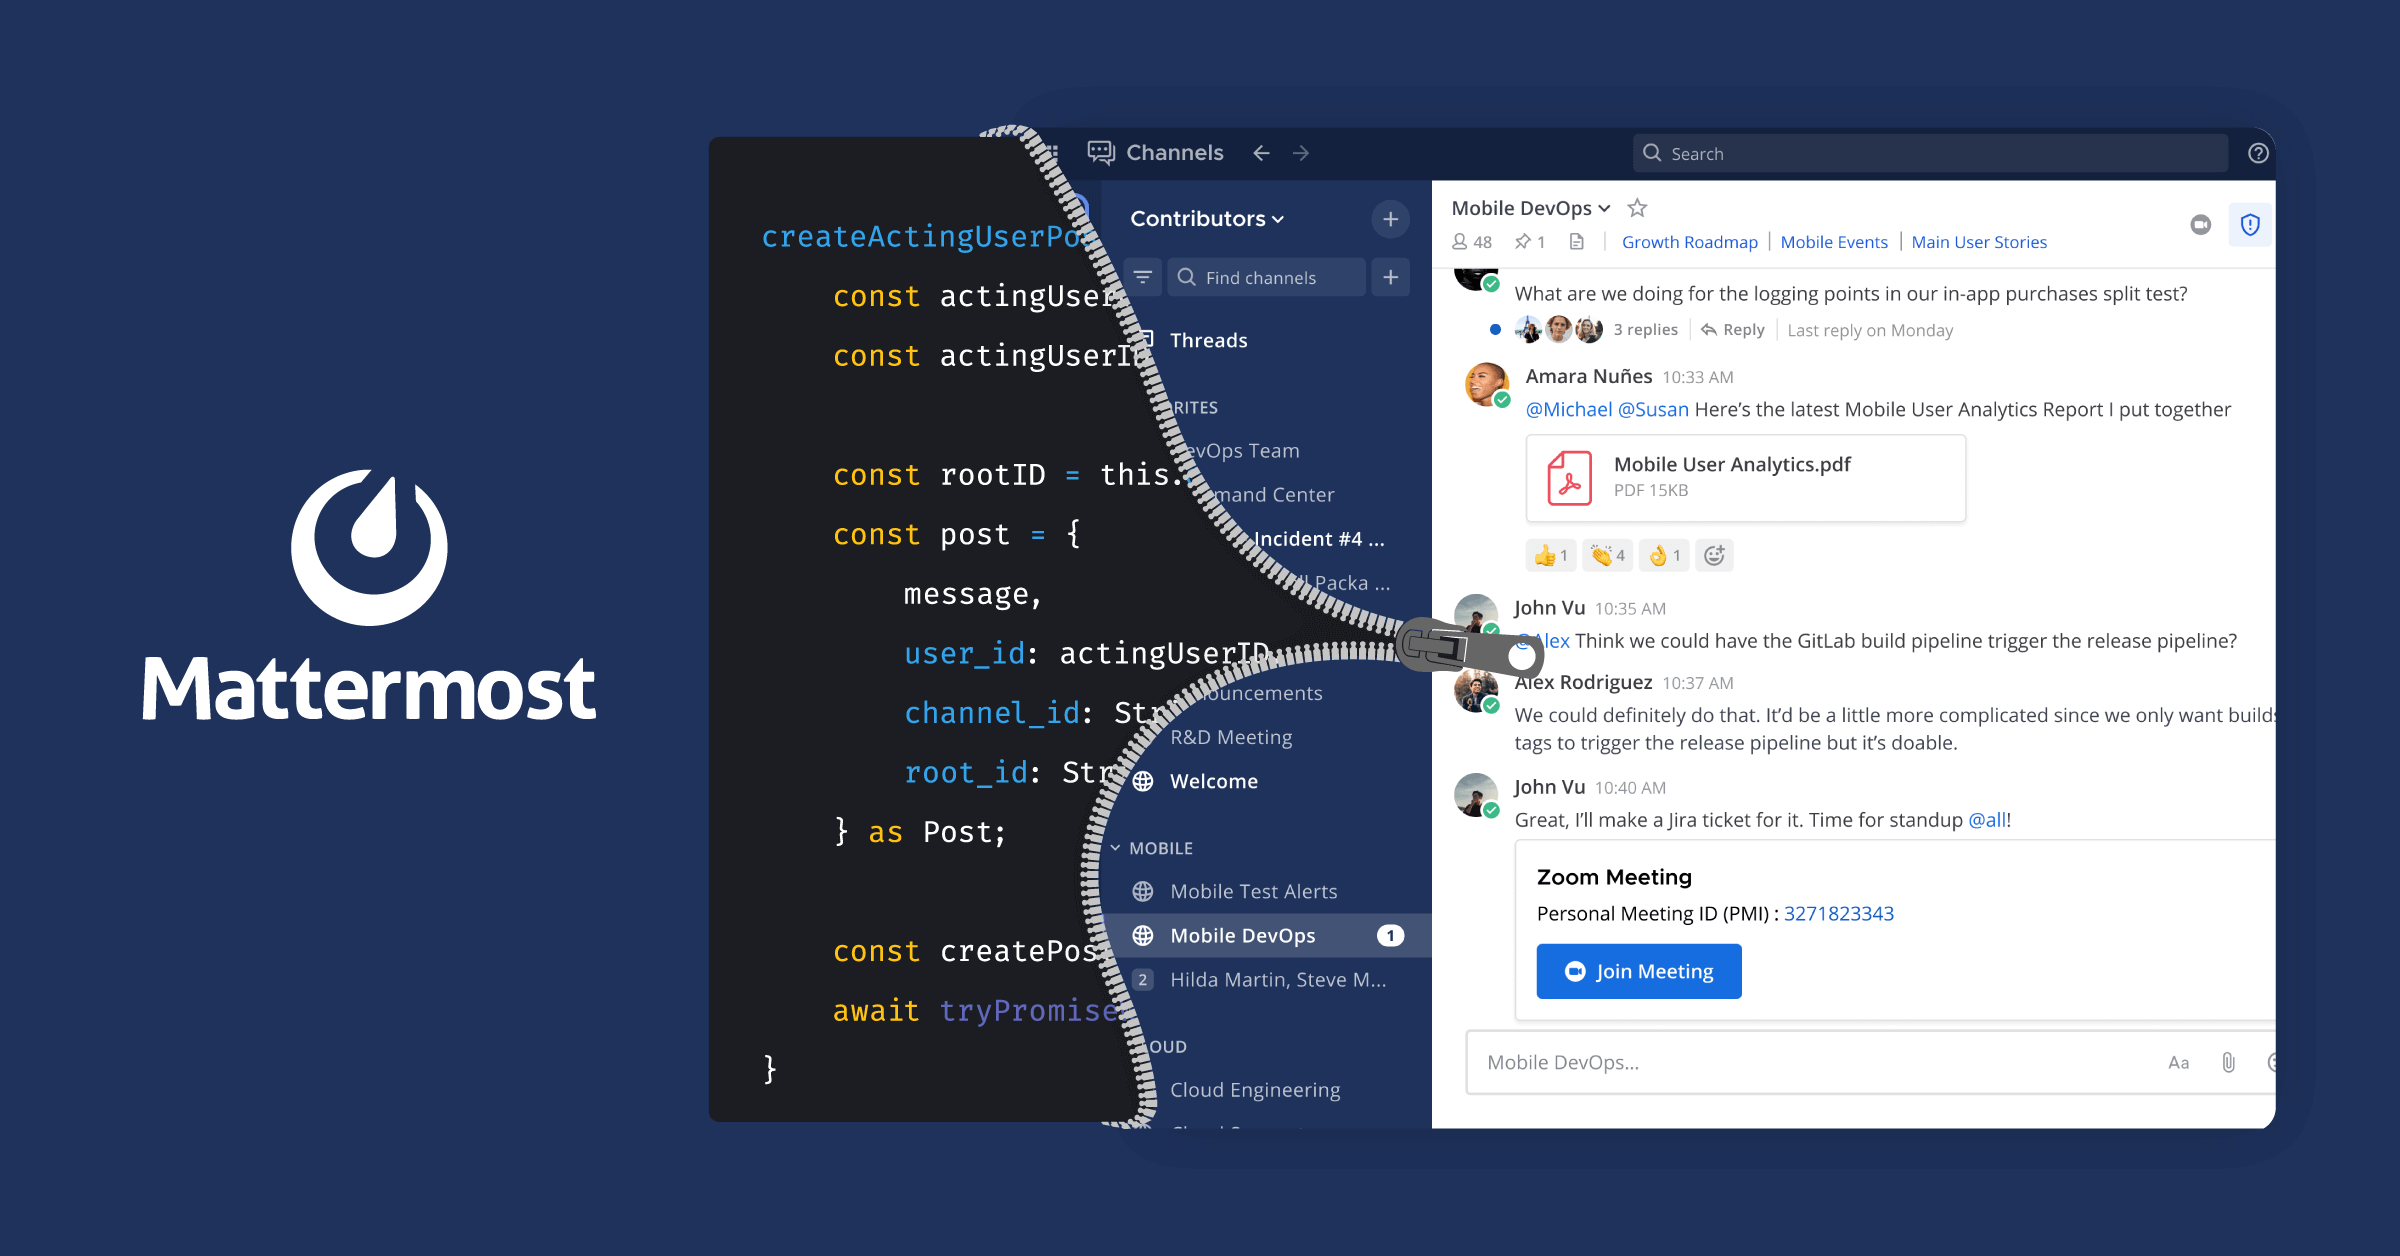 Mattermost
createActingUserPo
const actingUser
const actingUserI
const rootID = this.
const post = {
message,
user_id: actingUserID
channel_id: Str
root_id: Str
} as Post;
const createPos
await tryPromise
}
Channels
Search
Contributors
Find channels
Threads
RITES
evOps Team
mand Center
Incident #4 ...
ll Packa ...
nouncements
R&D Meeting
Welcome
MOBILE
Mobile Test Alerts
Mobile DevOps 1
2 Hilda Martin, Steve M...
OUD
Cloud Engineering
Mobile DevOps
48 1 Growth Roadmap Mobile Events Main User Stories
What are we doing for the logging points in our in-app purchases split test?
3 replies Reply Last reply on Monday
Amara Nuñes 10:33 AM
@Michael @Susan Here’s the latest Mobile User Analytics Report I put together
Mobile User Analytics.pdf
PDF 15KB
1 4 1
John Vu 10:35 AM
@Alex Think we could have the GitLab build pipeline trigger the release pipeline?
Alex Rodriguez 10:37 AM
We could definitely do that. It’d be a little more complicated since we only want builds
tags to trigger the release pipeline but it’s doable.
John Vu 10:40 AM
Great, I’ll make a Jira ticket for it. Time for standup @all!
Zoom Meeting
Personal Meeting ID (PMI) : 3271823343
Join Meeting
Mobile DevOps...
Aa